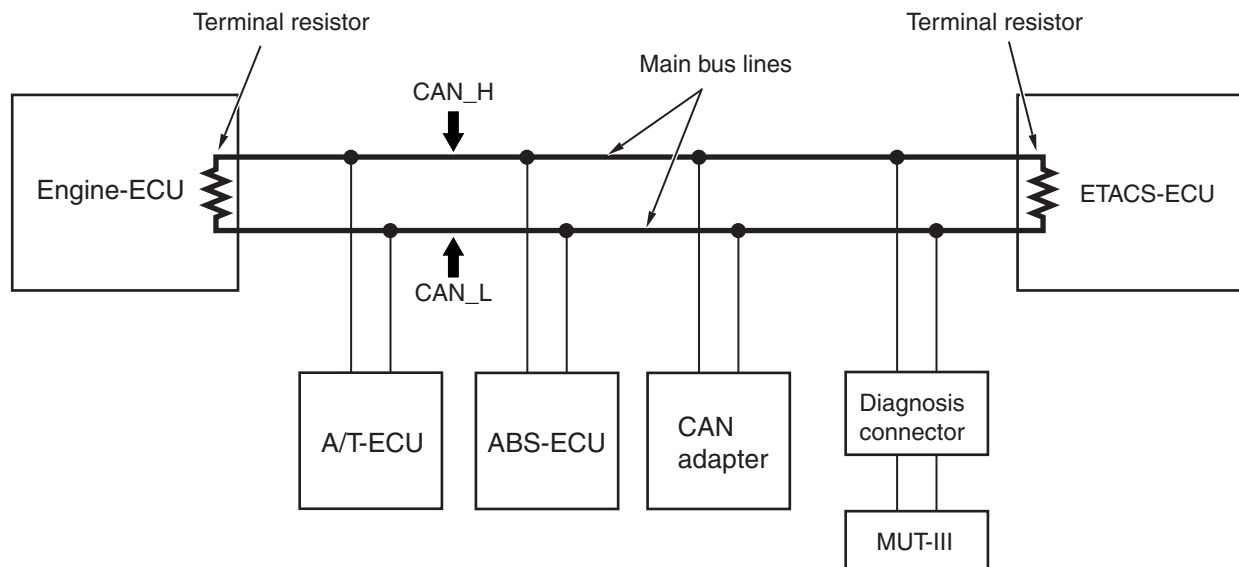 Terminal resistor
Terminal resistor
Main bus lines
CAN_H
Engine-ECU
ETACS-ECU
CAN_L
A/T-ECU
ABS-ECU
CAN
adapter
Diagnosis
connector
MUT-III